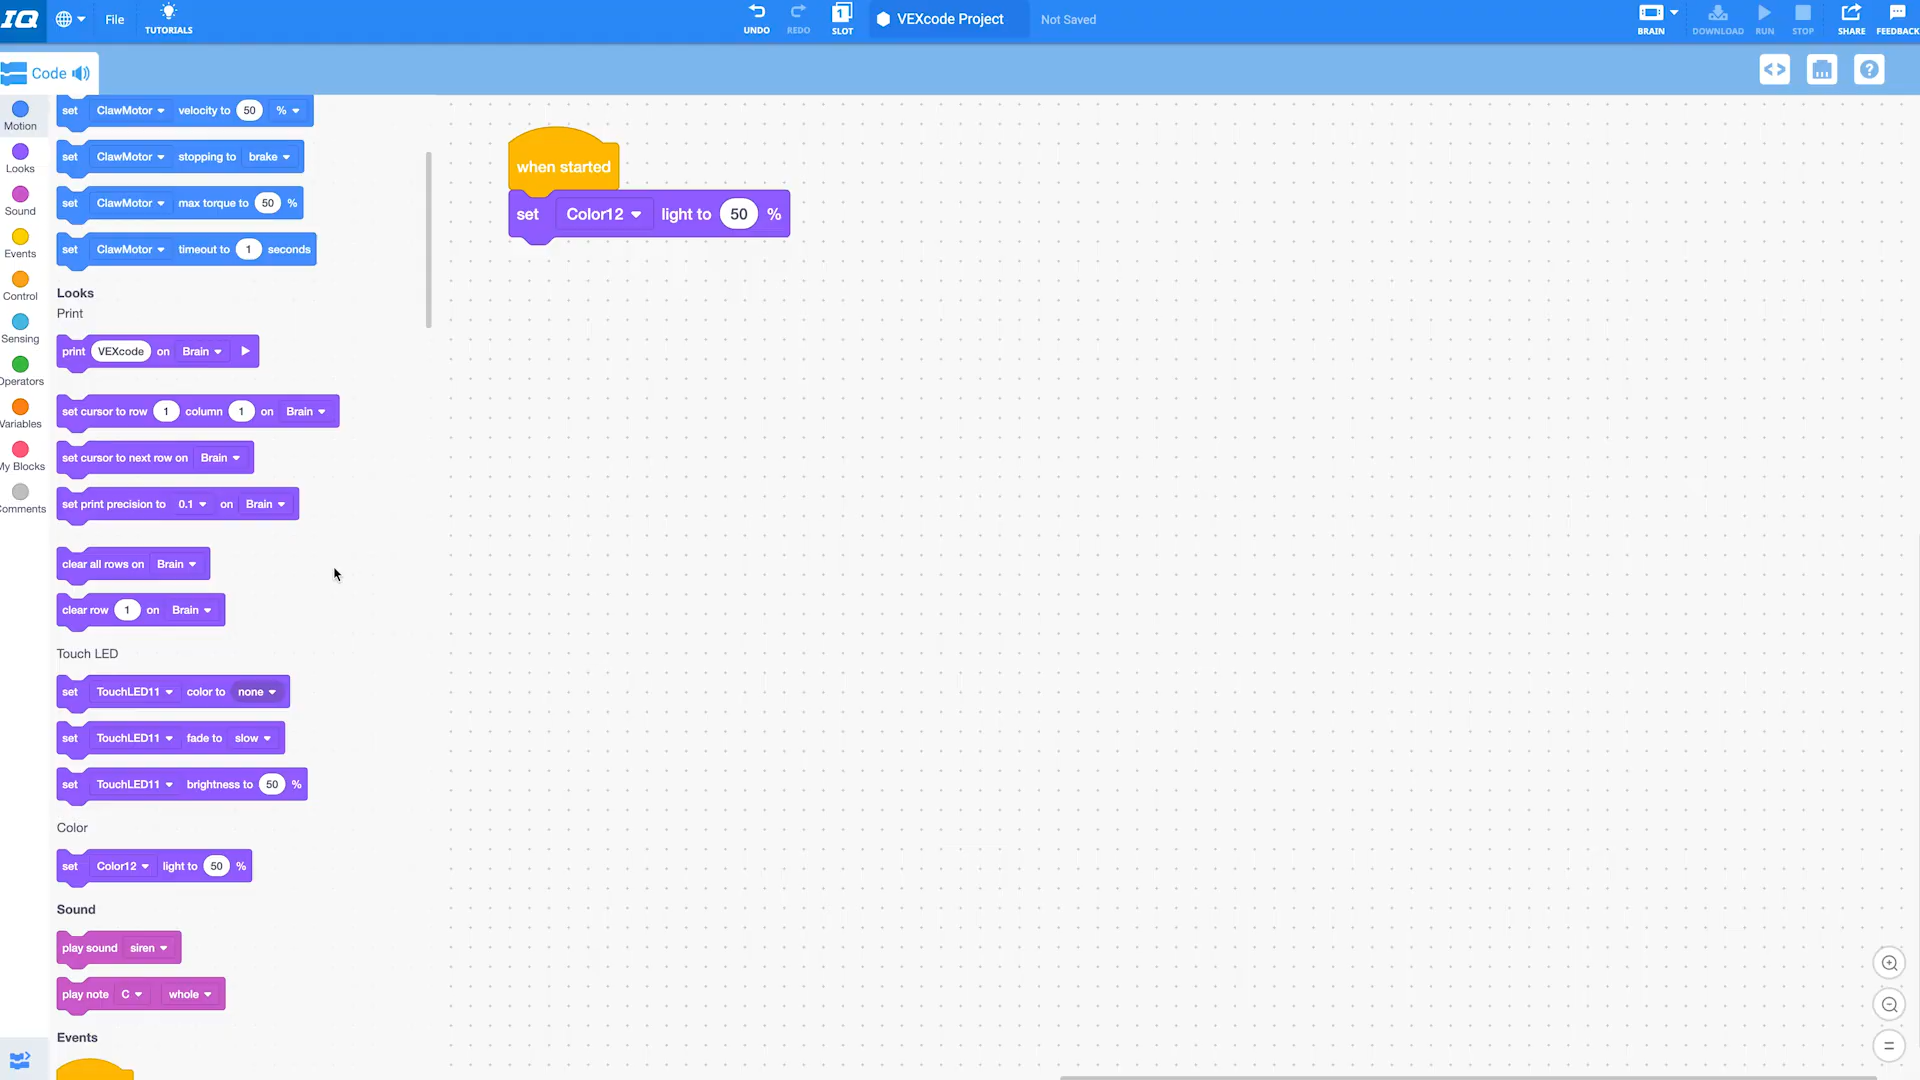 IQ
File
TUTORIALS
UNDO
REDO
1
SLOT
VEXcode Project
Not Saved
BRAIN
DOWNLOAD
RUN
STOP
SHARE
FEEDBACK
Code
Motion
Looks
Sound
Events
Control
Sensing
Operators
Variables
My Blocks
Comments
set ClawMotor velocity to 50 %
set ClawMotor stopping to brake
set ClawMotor max torque to 50 %
set ClawMotor timeout to 1 seconds
Looks
Print
print VEXcode on Brain
set cursor to row 1 column 1 on Brain
set cursor to next row on Brain
set print precision to 0.1 on Brain
clear all rows on Brain
clear row 1 on Brain
Touch LED
set TouchLED11 color to none
set TouchLED11 fade to slow
set TouchLED11 brightness to 50 %
Color
set Color12 light to 50 %
Sound
play sound siren
play note C whole
Events
when started
set Color12 light to 50 %